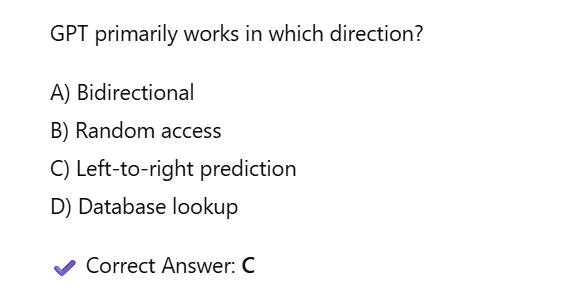 GPT primarily works in which direction?
A) Bidirectional
B) Random access
C) Left-to-right prediction
D) Database lookup
✔ Correct Answer: C